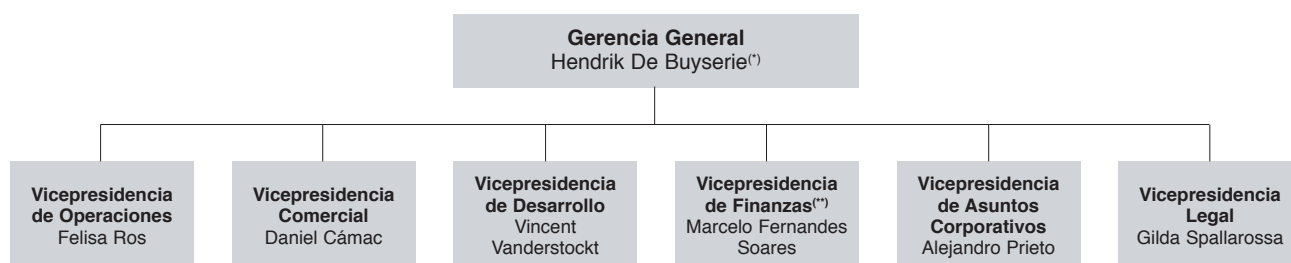 Gerencia General
Hendrik De Buyserie(*)
Vicepresidencia
de Operaciones
Felisa Ros
Vicepresidencia
Comercial
Daniel Cámac
Vicepresidencia
de Desarrollo
Vincent
Vanderstockt
Vicepresidencia
de Finanzas(**)
Marcelo Fernandes
Soares
Vicepresidencia
de Asuntos
Corporativos
Alejandro Prieto
Vicepresidencia
Legal
Gilda Spallarossa